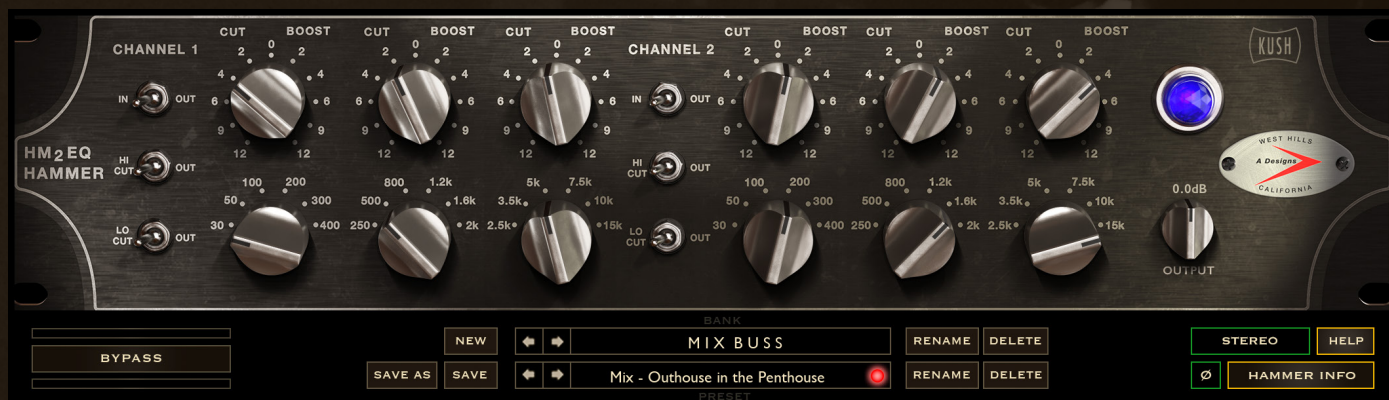 CUT BOOST CUT BOOST CUT BOOST CUT BOOST CUT BOOST CUT BOOST
CHANNEL 1 CHANNEL 2
KUSH
2 0 2 2 0 2 2 0 2 2 0 2 2 0 2 2 0 2
4 4 4 4 4 4 4 4 4 4 4 4
IN OUT 6 6 6 6 6 6 IN OUT 6 6 6 6 6 6
9 9 9 9 9 9 9 9 9 9 9 9
12 12 12 12 12 12 12 12 12 12 12 12
HM2EQ
HAMMER
HI CUT OUT HI CUT OUT
WEST HILLS
A Designs
CALIFORNIA
100 200 800 1.2k 5k 7.5k 100 200 800 1.2k 5k 7.5k
50 300 500 1.6k 3.5k 10k 50 300 500 1.6k 3.5k 10k
30 400 250 2k 2.5k 15k 30 400 250 2k 2.5k 15k
LO CUT OUT LO CUT OUT
0.0dB
OUTPUT
BANK
BYPASS
NEW MIX BUSS RENAME DELETE STEREO HELP
SAVE AS SAVE Mix - Outhouse in the Penthouse RENAME DELETE Ø HAMMER INFO
PRESET